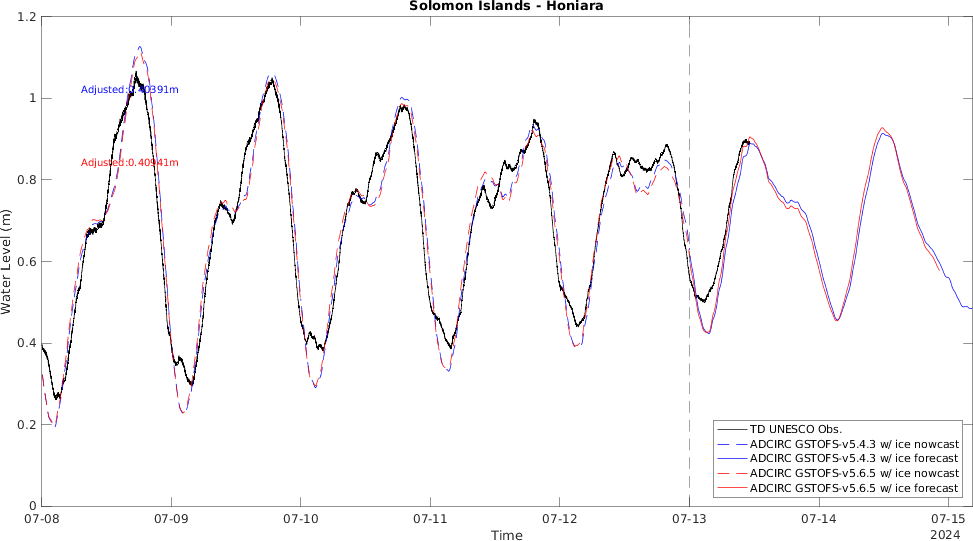 Solomon Islands - Honiara
1.2
1
0.8
0.6
0.4
0.2
0
Water Level (m)
Adjusted:0.40391m
Adjusted:0.40941m
TD UNESCO Obs.
ADCIRC GSTOFS-v5.4.3 w/ ice nowcast
ADCIRC GSTOFS-v5.4.3 w/ ice forecast
ADCIRC GSTOFS-v5.6.5 w/ ice nowcast
ADCIRC GSTOFS-v5.6.5 w/ ice forecast
07-08 07-09 07-10 07-11 07-12 07-13 07-14 07-15
Time
2024